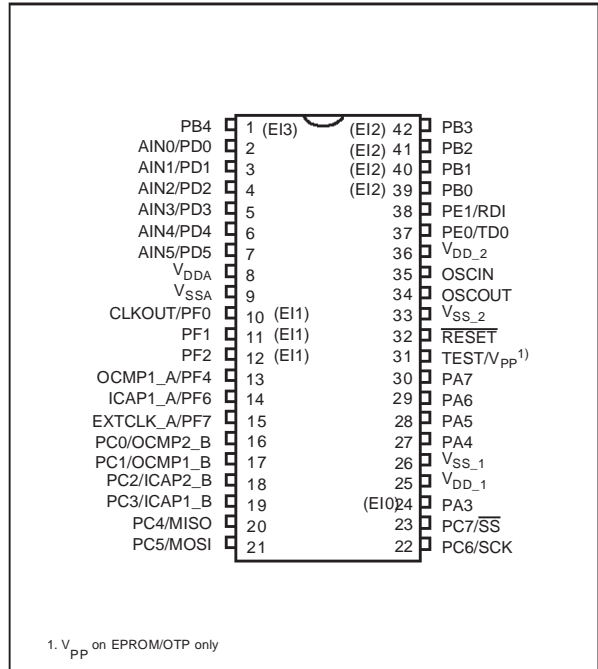 PB4 1 (EI3) (EI2) 42 PB3
AIN0/PD0 2 (EI2) 41 PB2
AIN1/PD1 3 (EI2) 40 PB1
AIN2/PD2 4 (EI2) 39 PB0
AIN3/PD3 5 38 PE1/RDI
AIN4/PD4 6 37 PE0/TD0
AIN5/PD5 7 36 VDD_2
VDDA 8 35 OSCIN
VSSA 9 34 OSCOUT
CLKOUT/PF0 10 (EI1) 33 VSS_2
PF1 11 (EI1) 32 RESET
PF2 12 (EI1) 31 TEST/VPP1)
OCMP1_A/PF4 13 30 PA7
ICAP1_A/PF6 14 29 PA6
EXTCLK_A/PF7 15 28 PA5
PC0/OCMP2_B 16 27 PA4
PC1/OCMP1_B 17 26 VSS_1
PC2/ICAP2_B 18 25 VDD_1
PC3/ICAP1_B 19 (EI0) 24 PA3
PC4/MISO 20 23 PC7/SS
PC5/MOSI 21 22 PC6/SCK
1. VPP on EPROM/OTP only